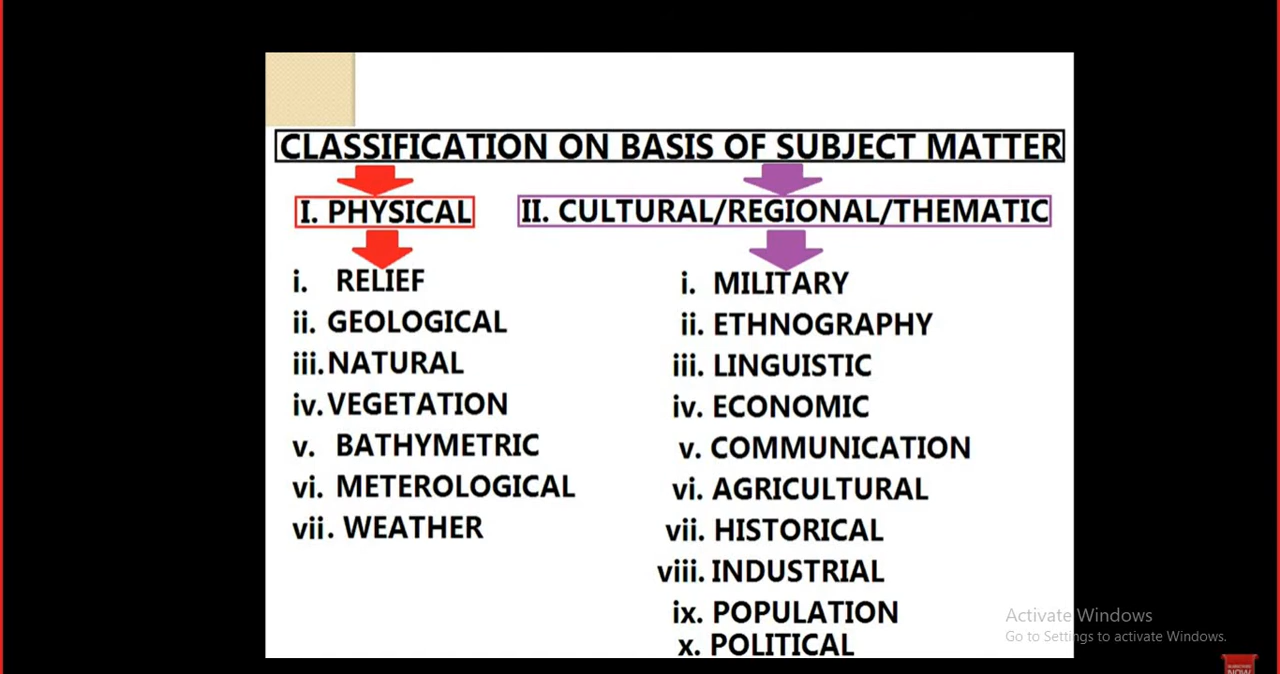 CLASSIFICATION ON BASIS OF SUBJECT MATTER
I. PHYSICAL
i. RELIEF
ii. GEOLOGICAL
iii. NATURAL
iv. VEGETATION
v. BATHYMETRIC
vi. METEROLOGICAL
vii. WEATHER
II. CULTURAL/REGIONAL/THEMATIC
i. MILITARY
ii. ETHNOGRAPHY
iii. LINGUISTIC
iv. ECONOMIC
v. COMMUNICATION
vi. AGRICULTURAL
vii. HISTORICAL
viii. INDUSTRIAL
ix. POPULATION
x. POLITICAL
Activate Windows
Go to Settings to activate Windows.
SUBSCRIBE
NOW